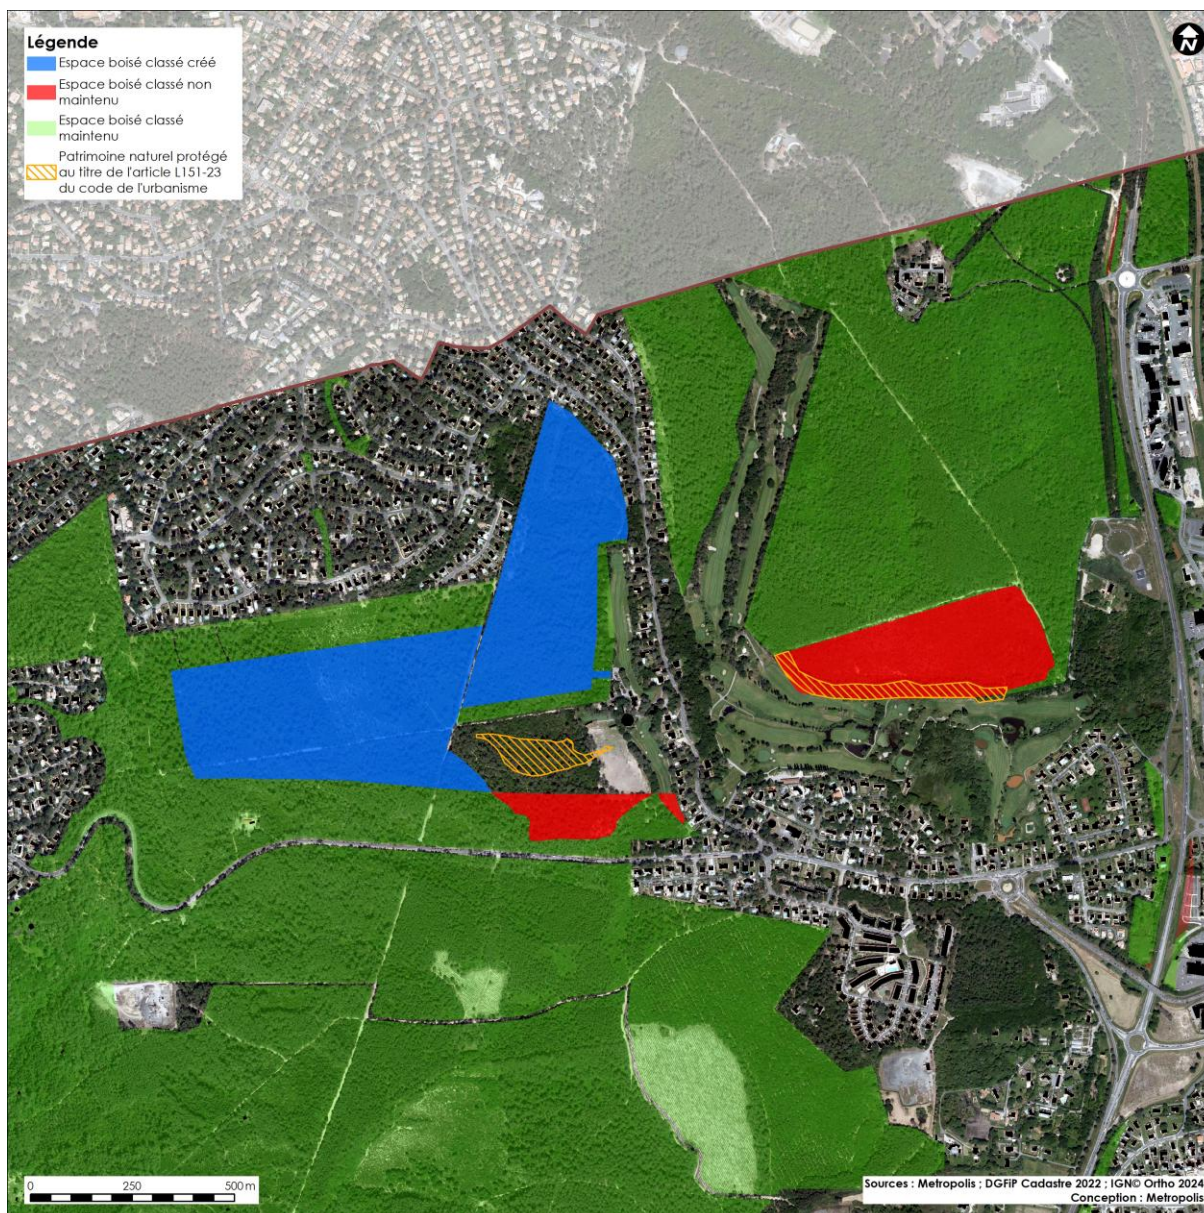 Légende
Espace boisé classé créé
Espace boisé classé non
maintenu
Espace boisé classé
maintenu
Patrimoine naturel protégé
au titre de l'article L151-23
du code de l'urbanisme
N
0 250 500 m
Sources : Metropolis ; DGFiP Cadastre 2022 ; IGN© Ortho 2024
Conception : Metropolis